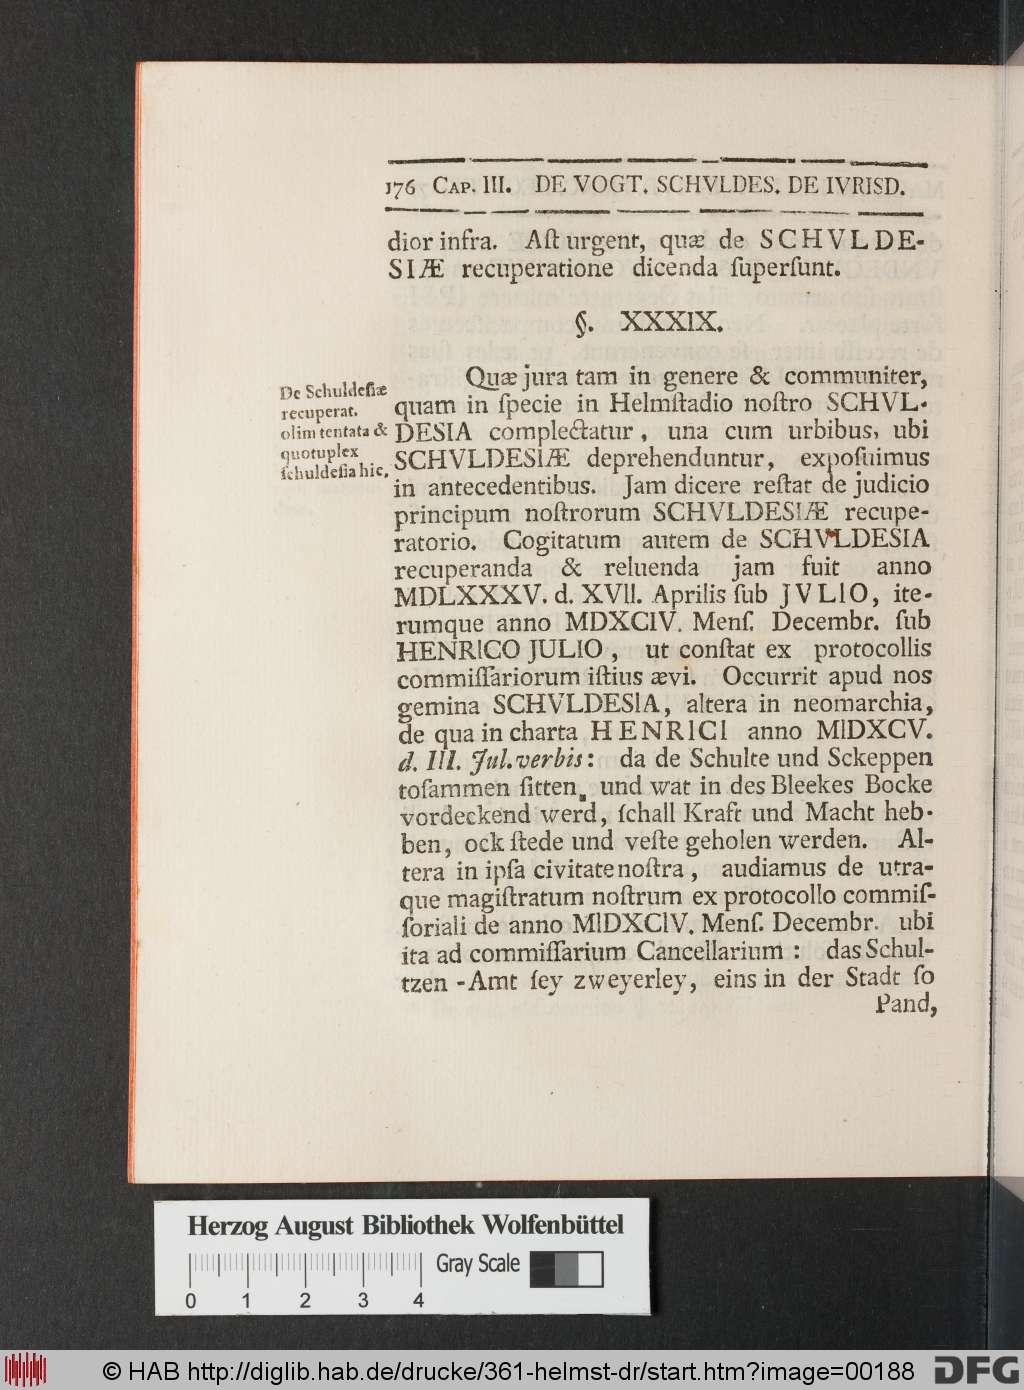 176 CAP. III. DE VOGT. SCHVLDES. DE IVRISD.
dior infra. Aſt urgent, quæ de SCHVLDE-
SIÆ recuperatione dicenda ſuperſunt.
§. XXXIX.
De Schuldeſiæ
recuperat.
olim tentata &
quotuplex
ſchuldeſia hic.
Quæ jura tam in genere & communiter,
quam in ſpecie in Helmſtadio noſtro SCHVL-
DESIA complectatur, una cum urbibus, ubi
SCHVLDESIÆ deprehenduntur, expoſuimus
in antecedentibus. Jam dicere reſtat de judicio
principum noſtrorum SCHVLDESIÆ recupe-
ratorio. Cogitatum autem de SCHVLDESIA
recuperanda & reluenda jam fuit anno
MDLXXXV. d. XVII. Aprilis ſub JVLIO, ite-
rumque anno MDXCIV. Menſ. Decembr. ſub
HENRICO JULIO, ut conſtat ex protocollis
commiſſariorum iſtius ævi. Occurrit apud nos
gemina SCHVLDESIA, altera in neomarchia,
de qua in charta HENRICI anno MIDXCV.
d. III. Jul. verbis: da de Schulte und Sckeppen
toſammen ſitten, und wat in des Bleekes Bocke
vordeckend werd, ſchall Kraft und Macht heb-
ben, ock ſtede und veſte geholen werden. Al-
tera in ipſa civitate noſtra, audiamus de utra-
que magiſtratum noſtrum ex protocollo commiſ-
ſoriali de anno MIDXCIV. Menſ. Decembr. ubi
ita ad commiſſarium Cancellarium: das Schul-
tzen-Amt ſey zweyerley, eins in der Stadt ſo
Pand,
Herzog August Bibliothek Wolfenbüttel
Gray Scale
0 1 2 3 4
© HAB http://diglib.hab.de/drucke/361-helmst-dr/start.htm?image=00188
DFG